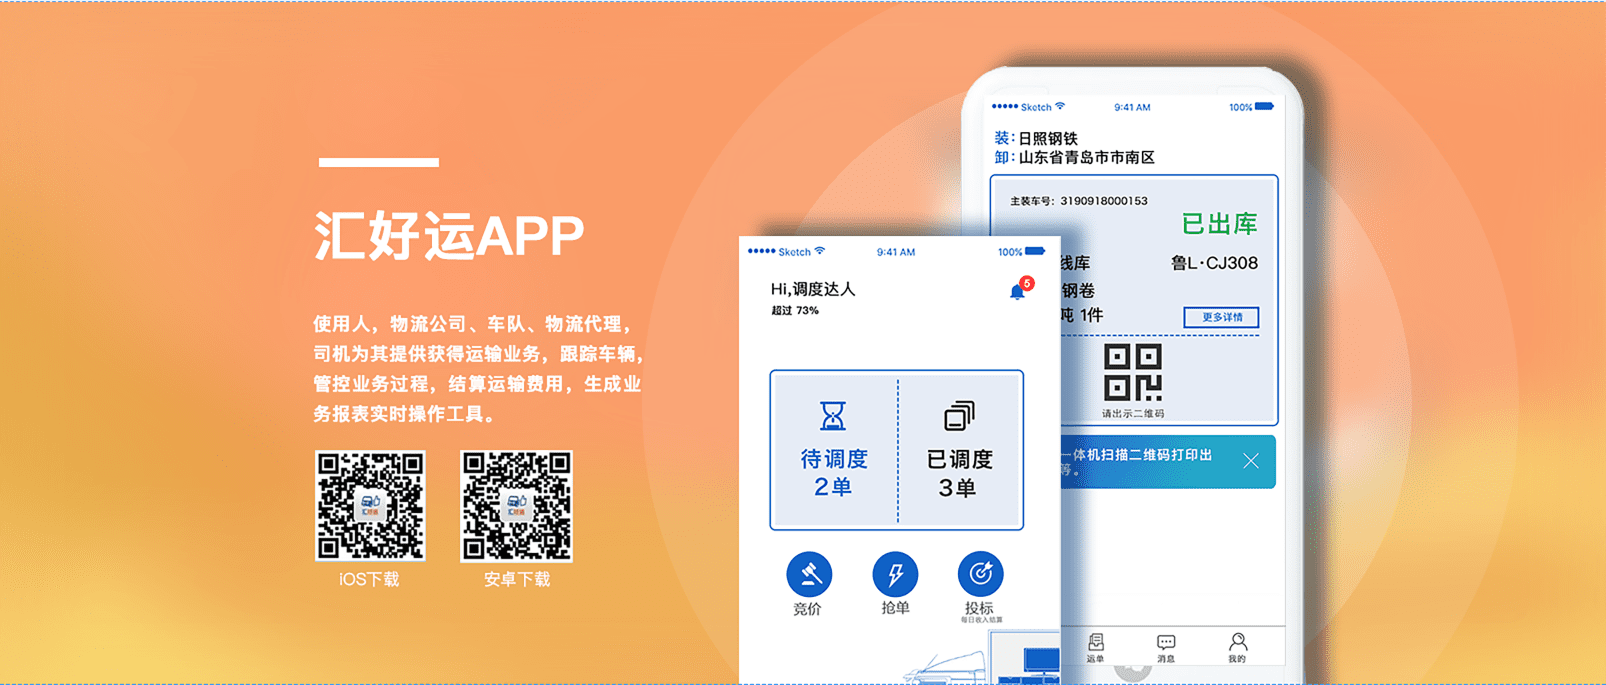 汇好运APP
使用人，物流公司、车队、物流代理，
司机为其提供获得运输业务，跟踪车辆，
管控业务过程，结算运输费用，生成业
务报表实时操作工具。
iOS下载
安卓下载
Sketch 9:41 AM 100%
Hi,调度达人
5
超过 73%
待调度
2单
已调度
3单
竞价
抢单
投标
每日收入结算
Sketch 9:41 AM 100%
装：日照钢铁
卸：山东省青岛市市南区
主装车号：3190918000153
已出库
线库
鲁L·CJ308
钢卷
吨 1件
更多详情
请出示二维码
一体机扫描二维码打印出
等。
运单
消息
我的